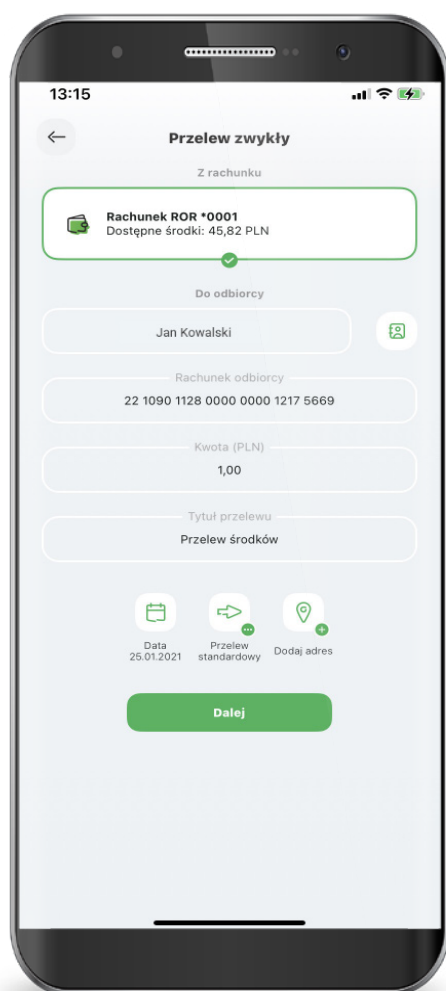 13:15
Przelew zwykły
Z rachunku
Rachunek ROR *0001
Dostępne środki: 45,82 PLN
Do odbiorcy
Jan Kowalski
Rachunek odbiorcy
22 1090 1128 0000 0000 1217 5669
Kwota (PLN)
1,00
Tytuł przelewu
Przelew środków
Data
25.01.2021
Przelew
standardowy
Dodaj adres
Dalej